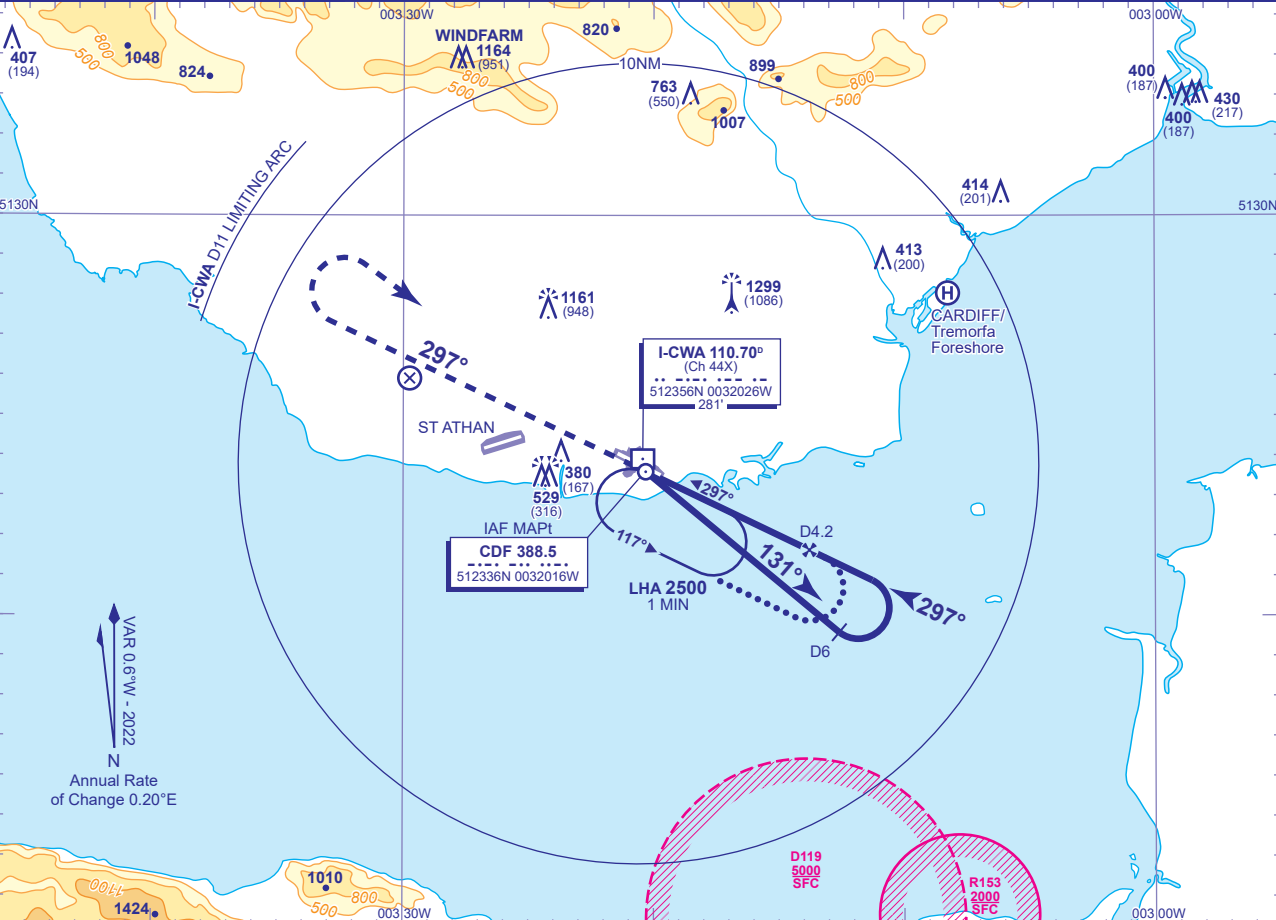 003.30W
003.00W
407
(194)
800
500
1048
824
WINDFARM
1164
(951)
800
500
820
10NM
763
(550)
899
1007
800
500
400
(187)
400
(187)
430
(217)
5130N
5130N
I-CWA D11 LIMITING ARC
414
(201)
413
(200)
1161
(948)
1299
(1086)
H
CARDIFF/
Tremorfa
Foreshore
297°
I-CWA 110.70D
(Ch 44X)
512356N 0032026W
281'
ST ATHAN
380
(167)
529
(316)
IAF MAPt
CDF 388.5
512336N 0032016W
297°
117°
D4.2
131°
LHA 2500
1 MIN
297°
D6
VAR 0.6°W - 2022
N
Annual Rate
of Change 0.20°E
D119
5000
SFC
R153
2000
SFC
1100
1424
1010
800
500
003.30W
003.00W